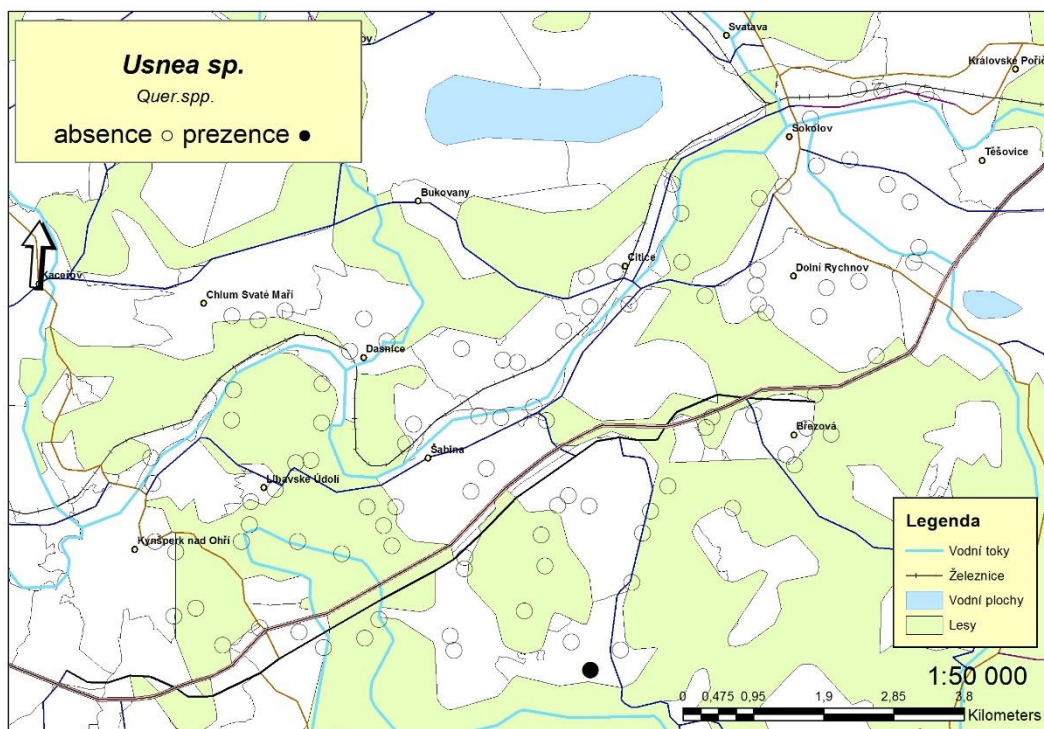 Usnea sp.
Quer.spp.
absence ○ prezence ●
Svatava
Královské Poříč
Sokolov
Těšovice
Bukovany
Kaceřov
Citice
Dolní Rychnov
Chlum Svaté Maří
Dasnice
Březová
Šabina
Libavské Údolí
Kynšperk nad Ohří
Legenda
Vodní toky
Železnice
Vodní plochy
Lesy
1:50 000
0 0,475 0,95 1,9 2,85 3,8
Kilometers